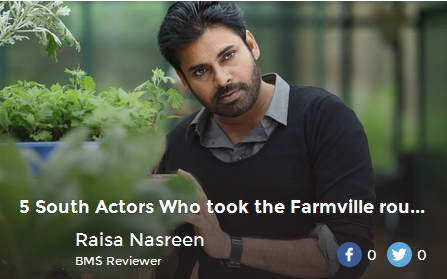 5 South Actors Who took the Farmville rou...
Raisa Nasreen
BMS Reviewer
f 0 0